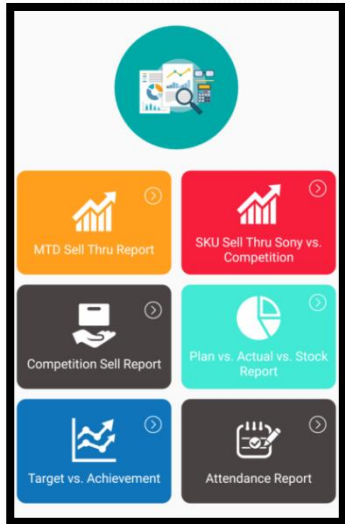 MTD Sell Thru Report
SKU Sell Thru Sony vs.
Competition
Competition Sell Report
Plan vs. Actual vs. Stock
Report
Target vs. Achievement
Attendance Report